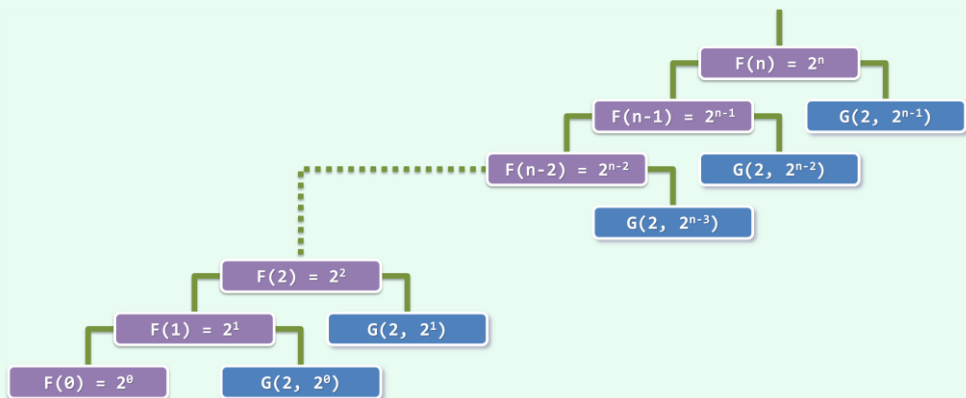 F(n) = 2ⁿ
F(n-1) = 2ⁿ⁻¹
G(2, 2ⁿ⁻¹)
F(n-2) = 2ⁿ⁻²
G(2, 2ⁿ⁻²)
G(2, 2ⁿ⁻³)
F(2) = 2²
F(1) = 2¹
G(2, 2¹)
F(0) = 2⁰
G(2, 2⁰)